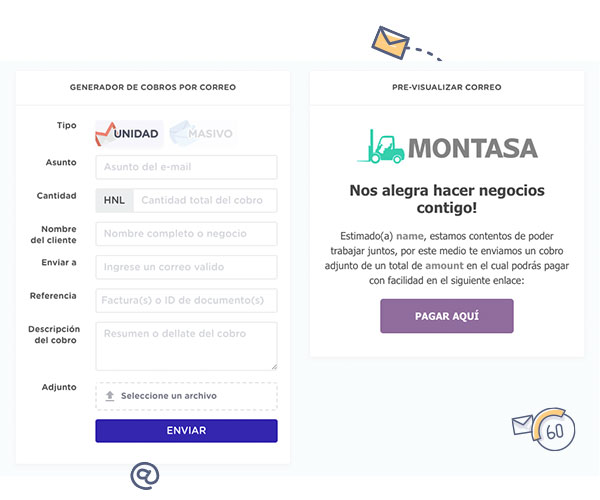 GENERADOR DE COBROS POR CORREO
Tipo
UNIDAD
MASIVO
Asunto
Asunto del e-mail
Cantidad
HNL
Cantidad total del cobro
Nombre
del cliente
Nombre completo o negocio
Enviar a
Ingrese un correo valido
Referencia
Factura(s) o ID de documento(s)
Descripción
del cobro
Resumen o dellate del cobro
Adjunto
Seleccione un archivo
ENVIAR
@
PRE-VISUALIZAR CORREO
MONTASA
Nos alegra hacer negocios
contigo!
Estimado(a) name, estamos contentos de poder
trabajar juntos, por este medio te enviamos un cobro
adjunto de un total de amount en el cual podrás pagar
con facilidad en el siguiente enlace:
PAGAR AQUÍ
60